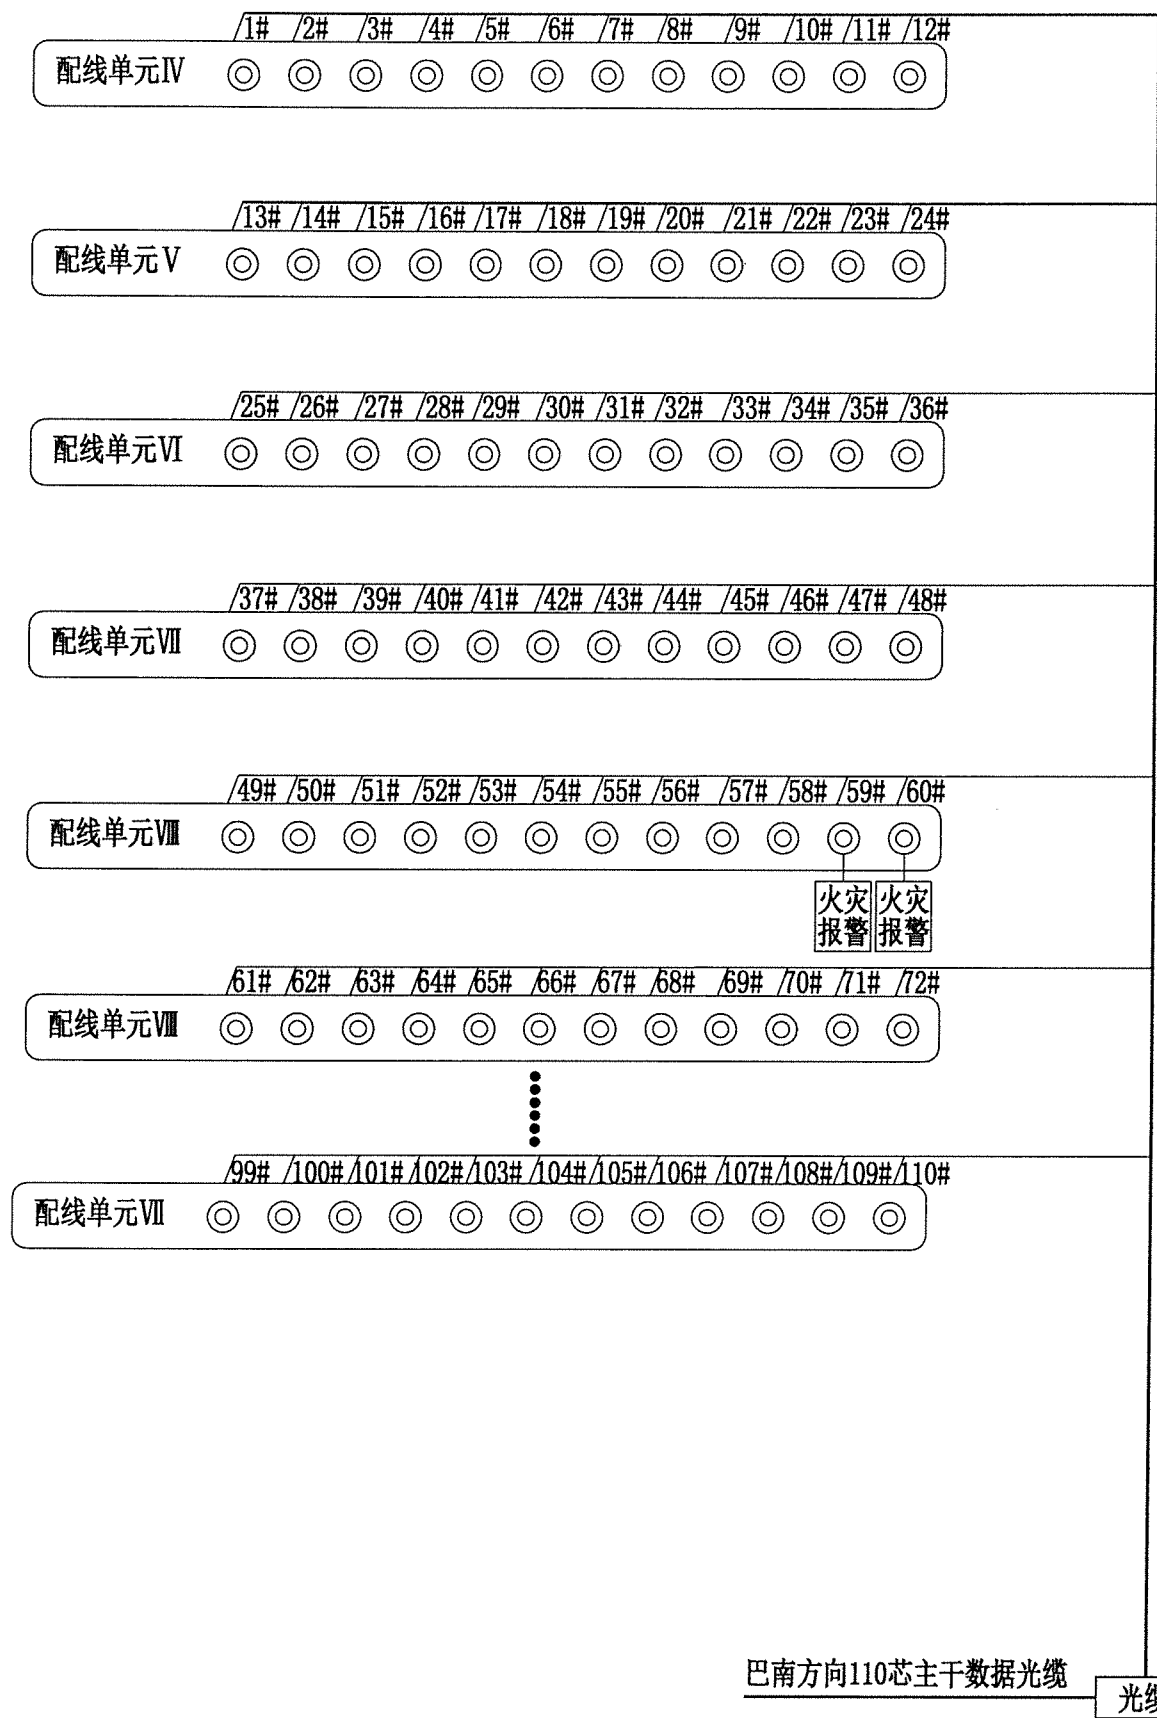 /1# /2# /3# /4# /5# /6# /7# /8# /9# /10# /11# /12#
配线单元Ⅳ
/13# /14# /15# /16# /17# /18# /19# /20# /21# /22# /23# /24#
配线单元Ⅴ
/25# /26# /27# /28# /29# /30# /31# /32# /33# /34# /35# /36#
配线单元Ⅵ
/37# /38# /39# /40# /41# /42# /43# /44# /45# /46# /47# /48#
配线单元Ⅶ
/49# /50# /51# /52# /53# /54# /55# /56# /57# /58# /59# /60#
配线单元Ⅷ
火灾 火灾
报警 报警
/61# /62# /63# /64# /65# /66# /67# /68# /69# /70# /71# /72#
配线单元Ⅷ
/99# /100# /101# /102# /103# /104# /105# /106# /107# /108# /109# /110#
配线单元Ⅶ
巴南方向110芯主干数据光缆
光缆